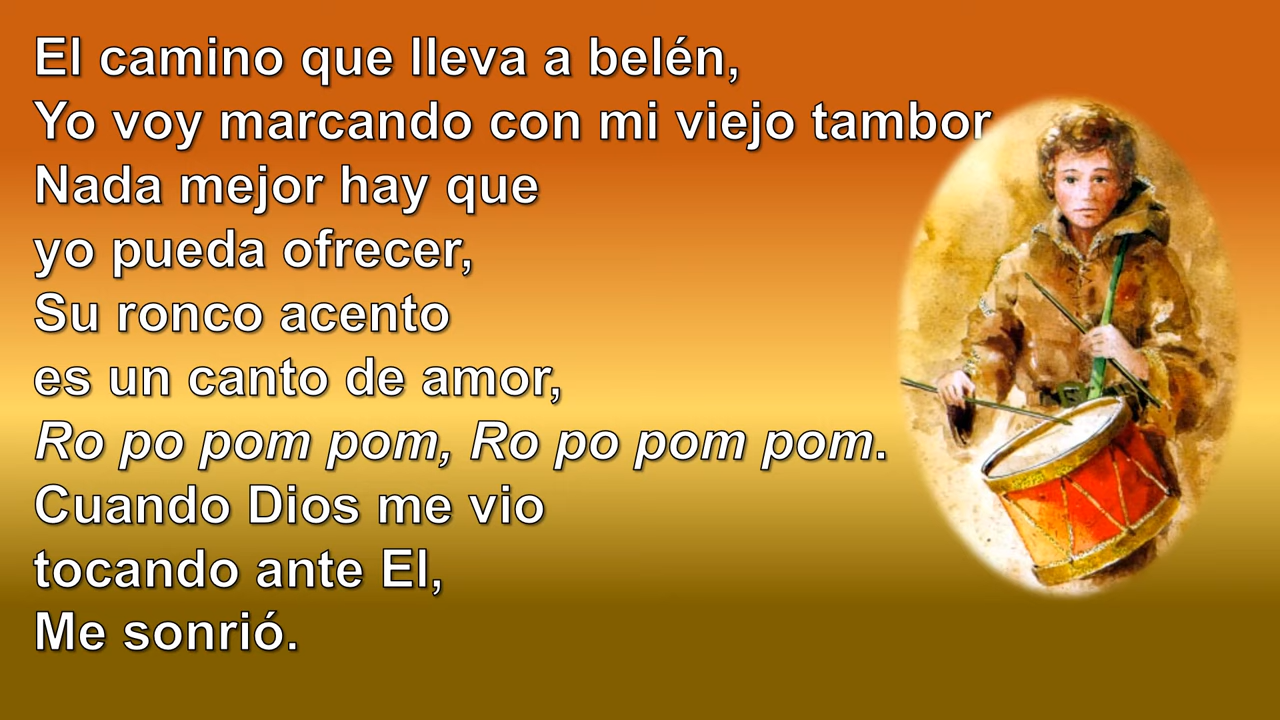 El camino que lleva a belén,
Yo voy marcando con mi viejo tambor
Nada mejor hay que
yo pueda ofrecer,
Su ronco acento
es un canto de amor,
Ro po pom pom, Ro po pom pom.
Cuando Dios me vio
tocando ante El,
Me sonrió.